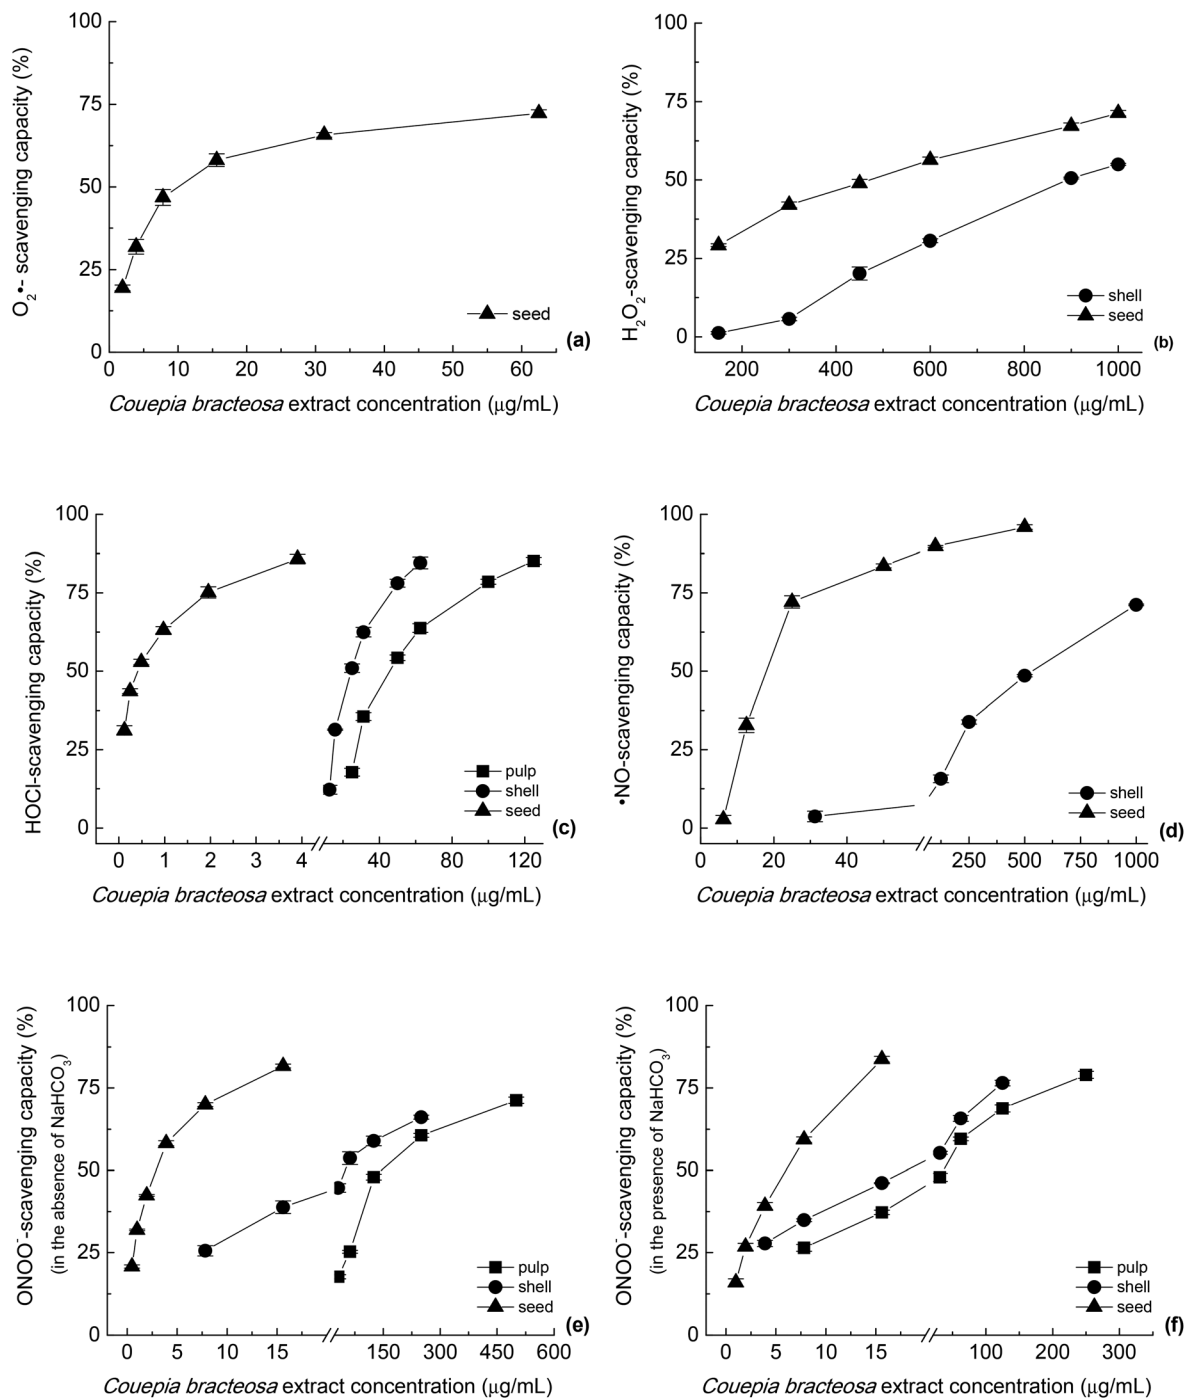 O2•- scavenging capacity (%)
100
75
50
25
0
0 10 20 30 40 50 60
seed
(a)
Couepia bracteosa extract concentration (μg/mL)
H2O2-scavenging capacity (%)
100
75
50
25
0
200 400 600 800 1000
shell
seed
(b)
Couepia bracteosa extract concentration (μg/mL)
HOCl-scavenging capacity (%)
100
75
50
25
0
0 1 2 3 4 40 80 120
pulp
shell
seed
(c)
Couepia bracteosa extract concentration (μg/mL)
•NO-scavenging capacity (%)
100
75
50
25
0
0 20 40 250 500 750 1000
shell
seed
(d)
Couepia bracteosa extract concentration (μg/mL)
ONOO⁻-scavenging capacity (%)
(in the absence of NaHCO3)
100
75
50
25
0
0 5 10 15 150 300 450 600
pulp
shell
seed
(e)
Couepia bracteosa extract concentration (μg/mL)
ONOO⁻-scavenging capacity (%)
(in the presence of NaHCO3)
100
75
50
25
0
0 5 10 15 100 200 300
pulp
shell
seed
(f)
Couepia bracteosa extract concentration (μg/mL)